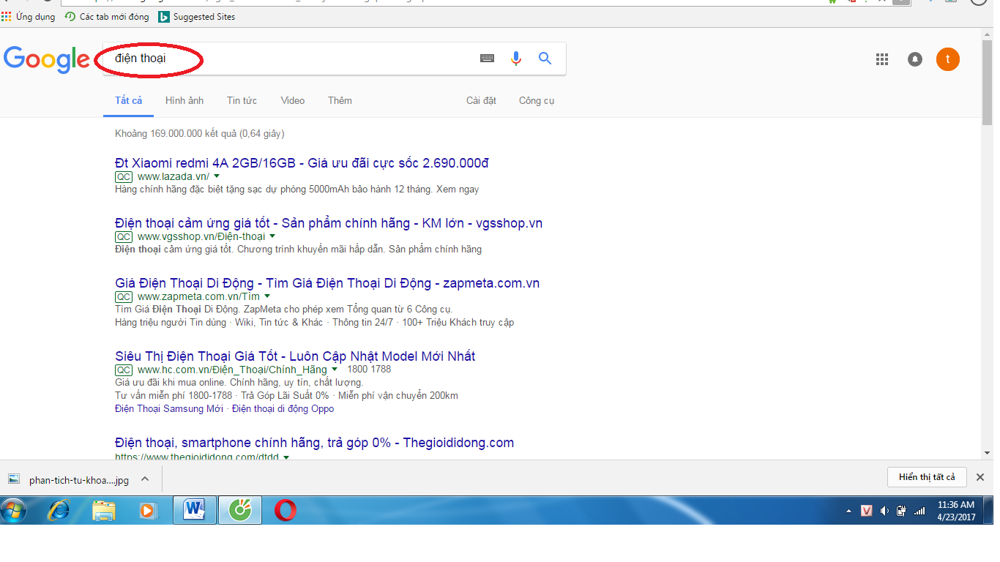 Ứng dụng Các tab mới đóng Suggested Sites
Google điện thoại t
Tất cả Hình ảnh Tin tức Video Thêm Cài đặt Công cụ
Khoảng 169.000.000 kết quả (0,64 giây)
Đt Xiaomi redmi 4A 2GB/16GB - Giá ưu đãi cực sốc 2.690.000đ
QC www.lazada.vn/
Hàng chính hãng đặc biệt tặng sạc dự phòng 5000mAh bảo hành 12 tháng. Xem ngay
Điện thoại cảm ứng giá tốt - Sản phẩm chính hãng - KM lớn - vgsshop.vn
QC www.vgsshop.vn/Điện-thoại
Điện thoại cảm ứng giá tốt. Chương trình khuyến mãi hấp dẫn. Sản phẩm chính hãng
Giá Điện Thoại Di Động - Tìm Giá Điện Thoại Di Động - zapmeta.com.vn
QC www.zapmeta.com.vn/Tìm
Tìm Giá Điện Thoại Di Động. ZapMeta cho phép xem Tổng quan từ 6 Công cụ.
Hàng triệu người Tin dùng · Wiki, Tin tức & Khác · Thông tin 24/7 · 100+ Triệu Khách truy cập
Siêu Thị Điện Thoại Giá Tốt - Luôn Cập Nhật Model Mới Nhất
QC www.hc.com.vn/Điện_Thoại/Chính_Hãng 1800 1788
Giá ưu đãi khi mua online. Chính hãng, uy tín, chất lượng.
Tư vấn miễn phí 1800-1788 · Trả Góp Lãi Suất 0% · Miễn phí vận chuyển 200km
Điện Thoại Samsung Mới · Điện thoại di động Oppo
Điện thoại, smartphone chính hãng, trả góp 0% - Thegioididong.com
https://www.thegioididong.com/dtdd
phan-tich-tu-khoa....jpg Hiển thị tất cả
11:36 AM
4/23/2017